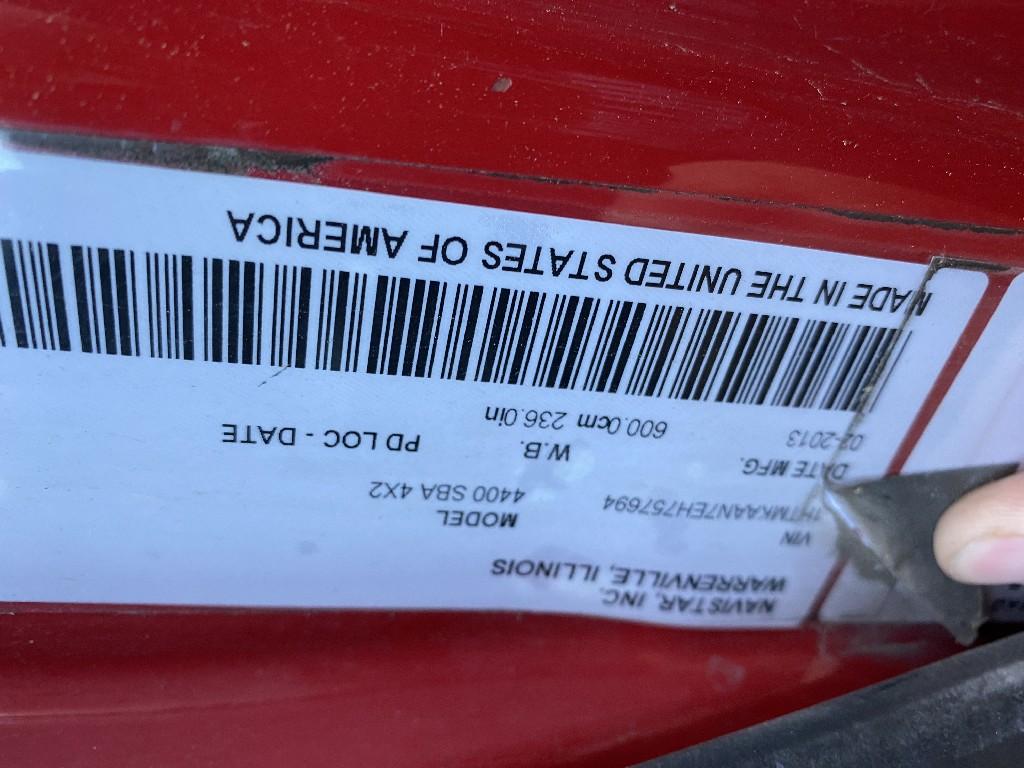 NAVISTAR, INC.
WARRENVILLE, ILLINOIS
VIN MODEL
1HTMKAAN7EH757694 4400 SBA 4X2
DATE MFG. W.B. PD LOC - DATE
02-2013 600.0cm 236.0in
MADE IN THE UNITED STATES OF AMERICA